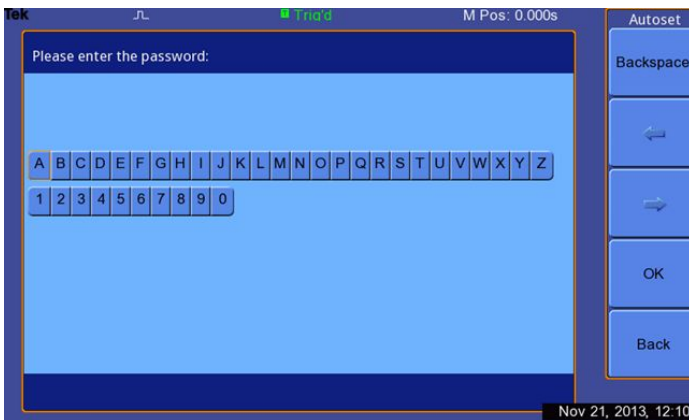 Tek T Trig'd M Pos: 0.000s
Autoset
Please enter the password:
Backspace
A B C D E F G H I J K L M N O P Q R S T U V W X Y Z
1 2 3 4 5 6 7 8 9 0
OK
Back
Nov 21, 2013, 12:10